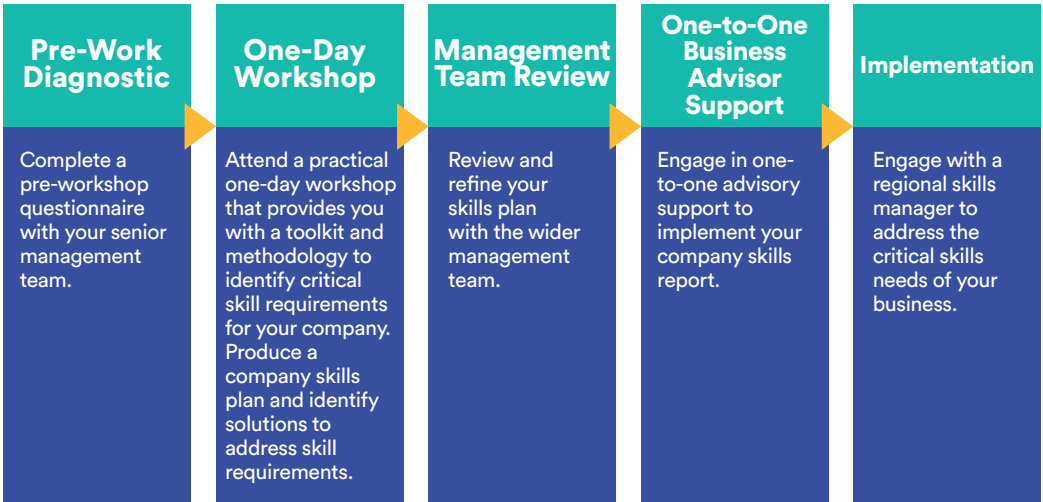 Pre-Work
Diagnostic
Complete a
pre-workshop
questionnaire
with your senior
management
team.
One-Day
Workshop
Attend a practical
one-day workshop
that provides you
with a toolkit and
methodology to
identify critical
skill requirements
for your company.
Produce a
company skills
plan and identify
solutions to
address skill
requirements.
Management
Team Review
Review and
refine your
skills plan
with the wider
management
team.
One-to-One
Business
Advisor
Support
Engage in one-
to-one advisory
support to
implement your
company skills
report.
Implementation
Engage with a
regional skills
manager to
address the
critical skills
needs of your
business.